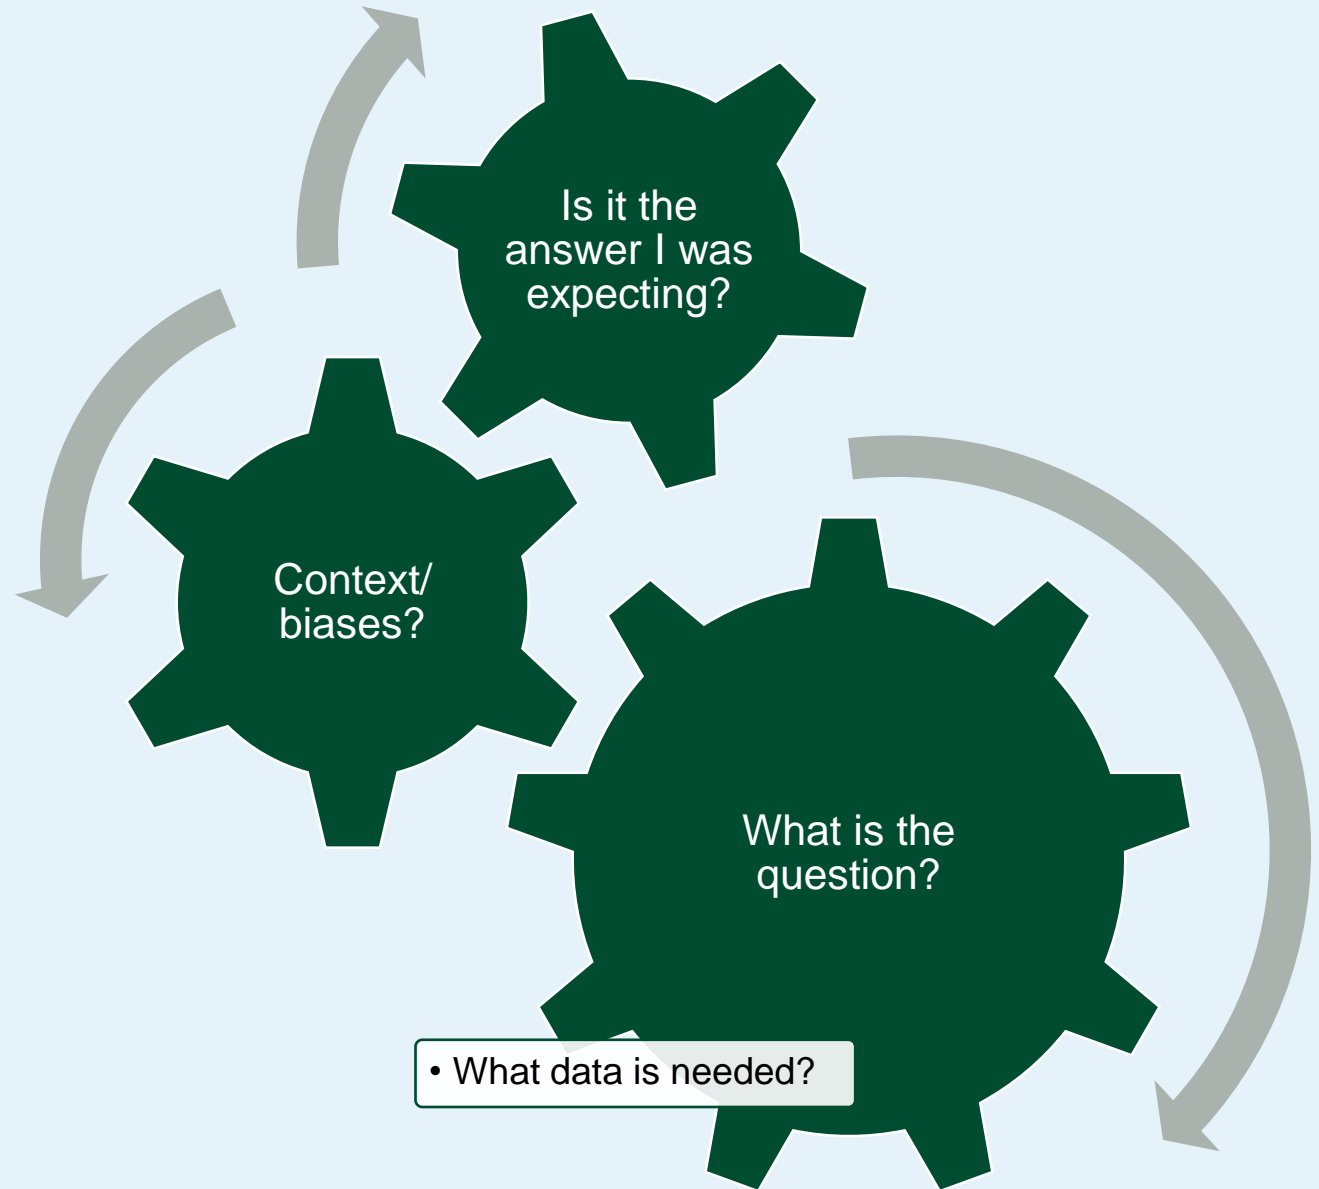 Is it the
answer I was
expecting?
Context/
biases?
What is the
question?
• What data is needed?